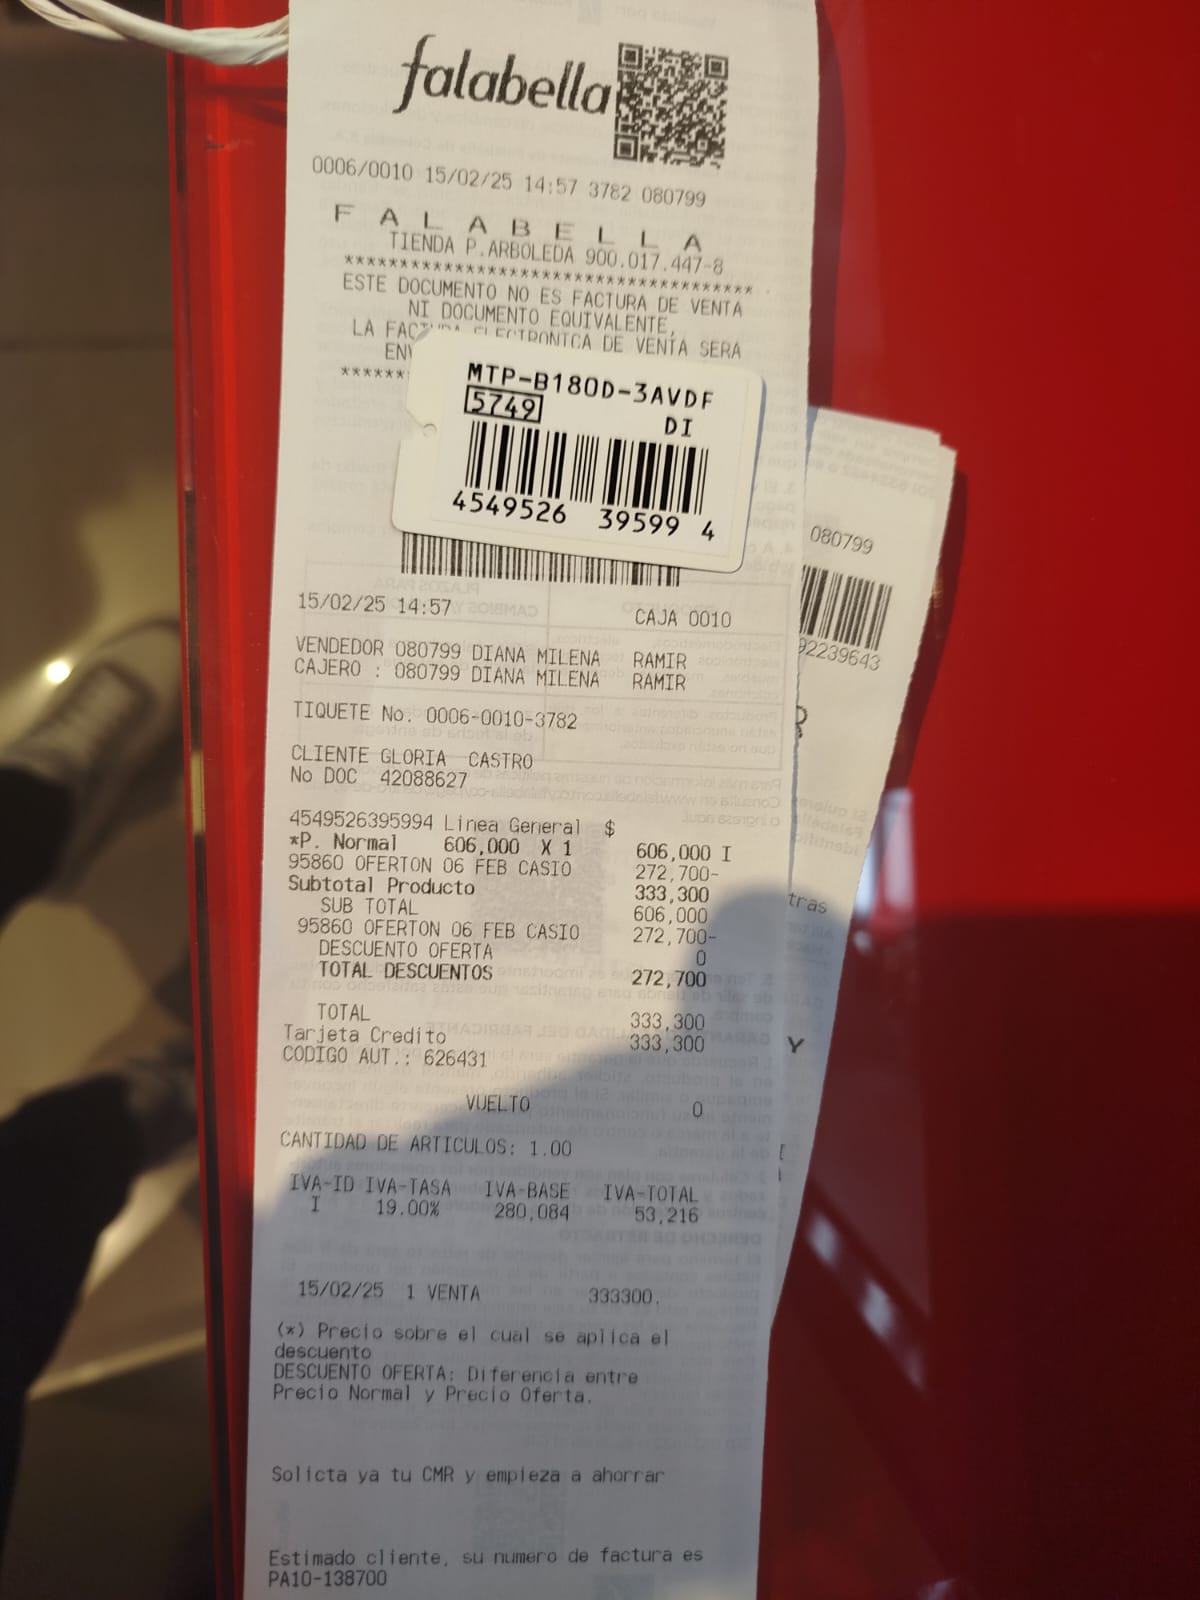 falabella
0006/0010 15/02/25 14:57 3782 080799
F A L A B E L L A
TIENDA P.ARBOLEDA 900.017.447-8
**************************************
ESTE DOCUMENTO NO ES FACTURA DE VENTA
NI DOCUMENTO EQUIVALENTE,
LA FACTURA ELECTRONICA DE VENTA SERA
MTP-B180D-3AVDF
5749 DI
4549526 39599 4
15/02/25 14:57 CAJA 0010
VENDEDOR 080799 DIANA MILENA RAMIR
CAJERO : 080799 DIANA MILENA RAMIR
TIQUETE No. 0006-0010-3782
CLIENTE GLORIA CASTRO
No DOC 42088627
4549526395994 Linea General $
*P. Normal 606,000 X 1 606,000 I
95860 OFERTON 06 FEB CASIO 272,700-
Subtotal Producto 333,300
SUB TOTAL 606,000
95860 OFERTON 06 FEB CASIO 272,700-
DESCUENTO OFERTA 0
TOTAL DESCUENTOS 272,700
TOTAL 333,300
Tarjeta Credito 333,300
CODIGO AUT.: 626431
VUELTO 0
CANTIDAD DE ARTICULOS: 1.00
IVA-ID IVA-TASA IVA-BASE IVA-TOTAL
I 19.00% 280,084 53,216
15/02/25 1 VENTA 333300.
(*) Precio sobre el cual se aplica el
descuento
DESCUENTO OFERTA: Diferencia entre
Precio Normal y Precio Oferta.
Solicta ya tu CMR y empieza a ahorrar
Estimado cliente, su numero de factura es
PA10-138700
080799
92239643
tras
Y